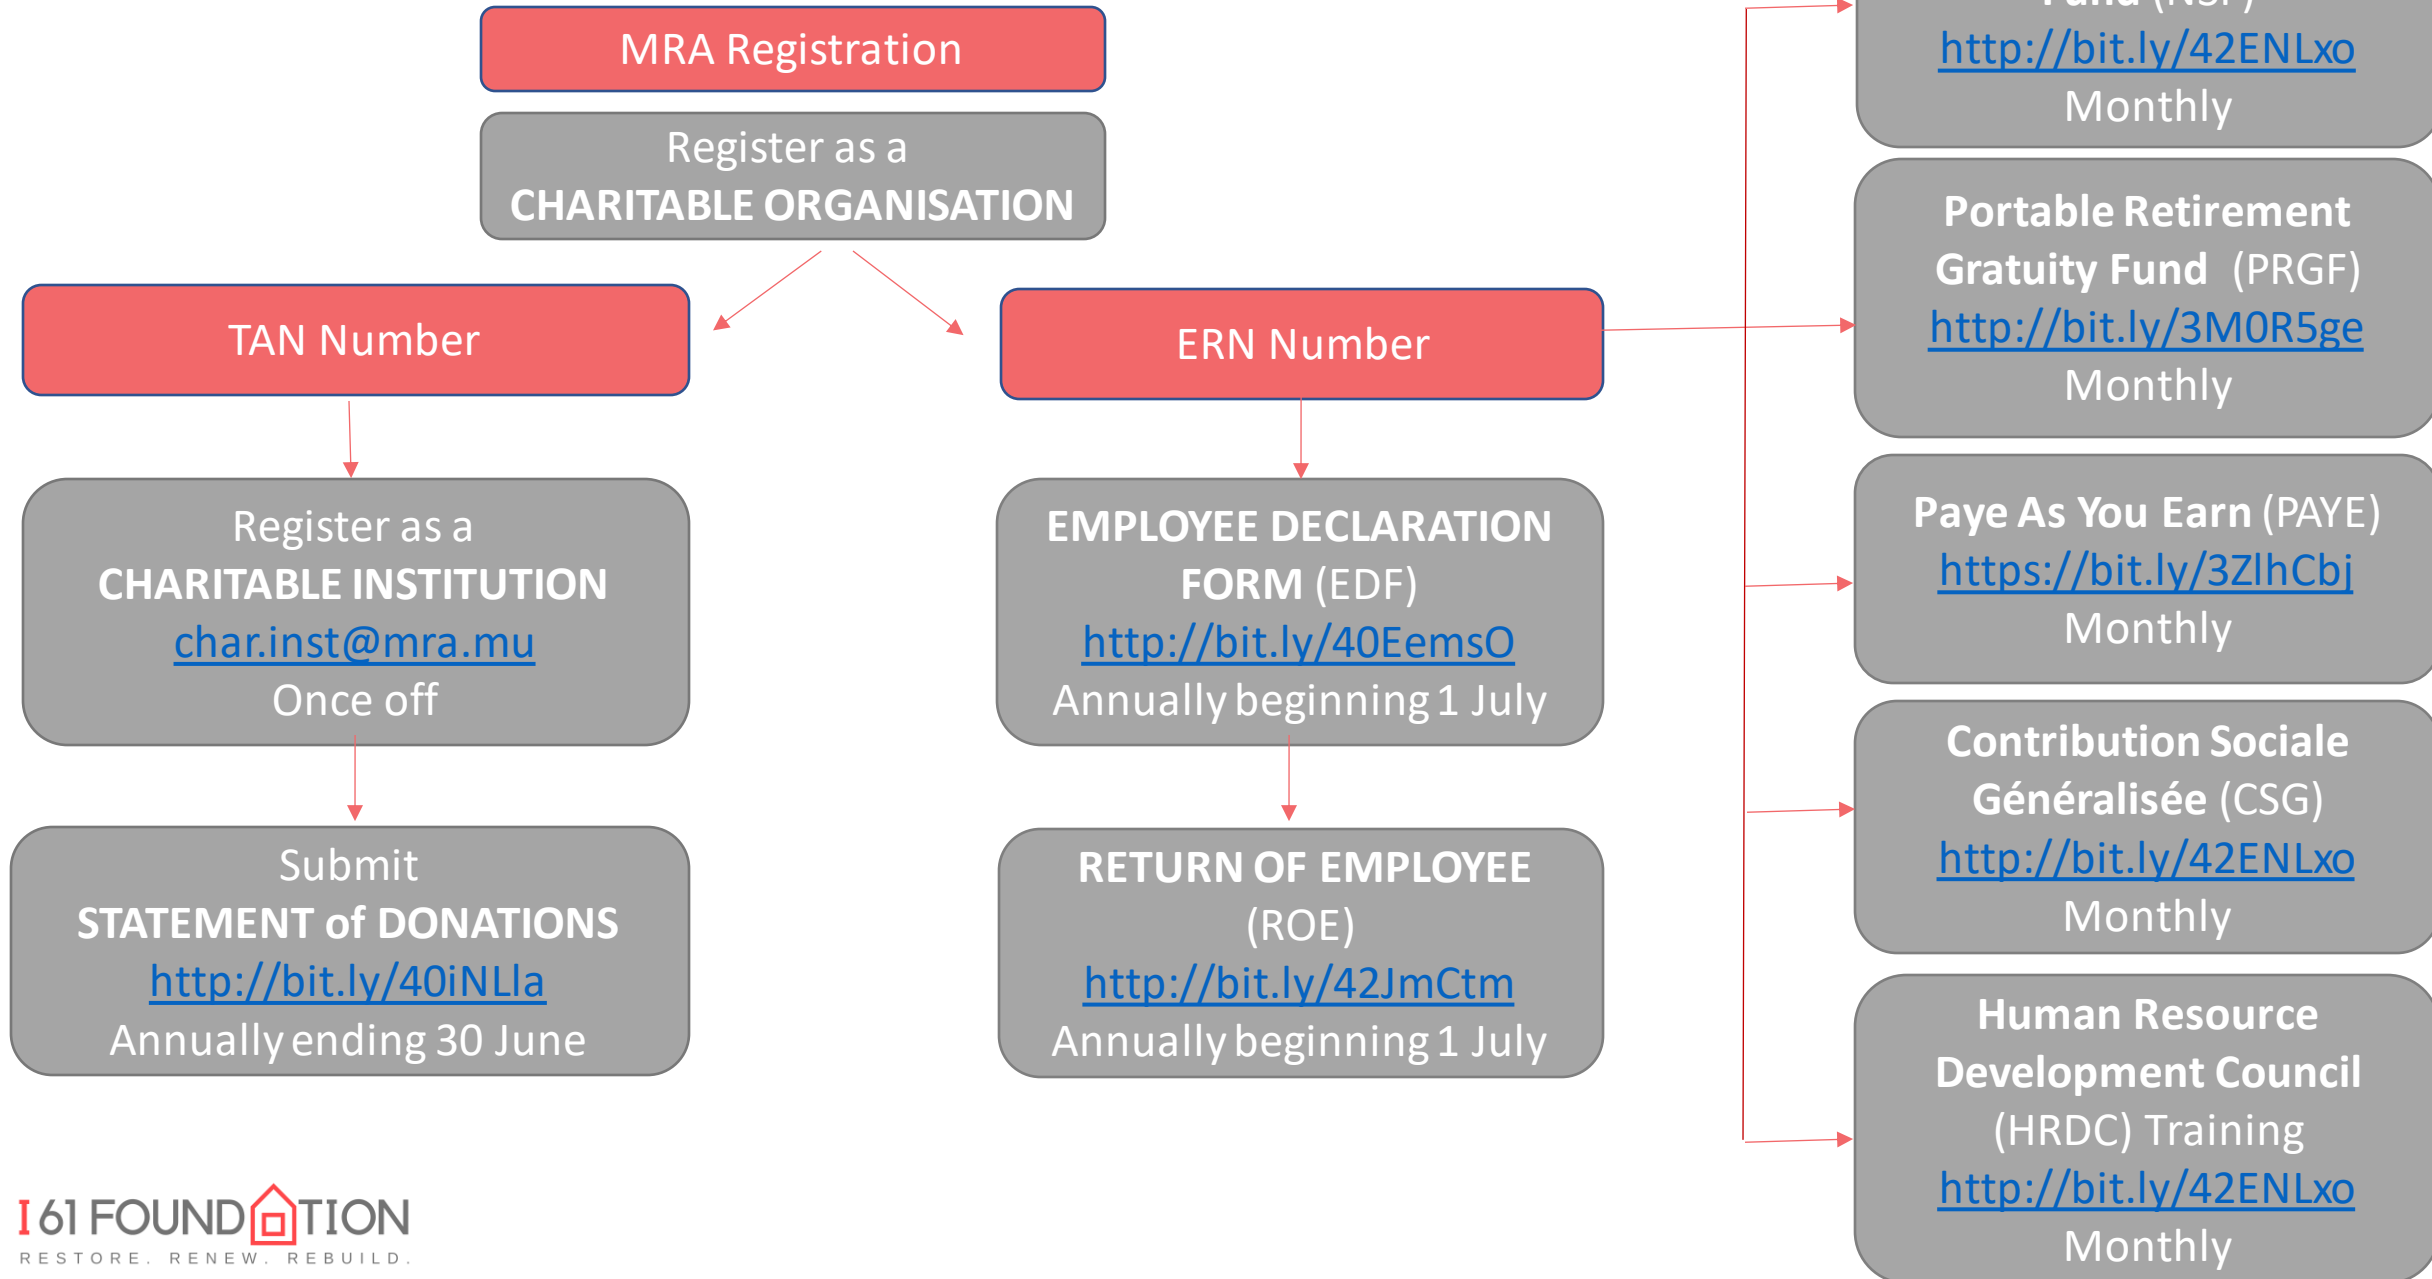 MRA Registration
Register as a
CHARITABLE ORGANISATION
TAN Number
Register as a
CHARITABLE INSTITUTION
char.inst@mra.mu
Once off
Submit
STATEMENT of DONATIONS
http://bit.ly/40iNLla
Annually ending 30 June
ERN Number
EMPLOYEE DECLARATION
FORM (EDF)
http://bit.ly/40EemsO
Annually beginning 1 July
RETURN OF EMPLOYEE
(ROE)
http://bit.ly/42JmCtm
Annually beginning 1 July
Fund (NSF)
http://bit.ly/42ENLxo
Monthly
Portable Retirement
Gratuity Fund (PRGF)
http://bit.ly/3M0R5ge
Monthly
Paye As You Earn (PAYE)
https://bit.ly/3ZlhCbj
Monthly
Contribution Sociale
Généralisée (CSG)
http://bit.ly/42ENLxo
Monthly
Human Resource
Development Council
(HRDC) Training
http://bit.ly/42ENLxo
Monthly
I 61 FOUNDATION
RESTORE. RENEW. REBUILD.